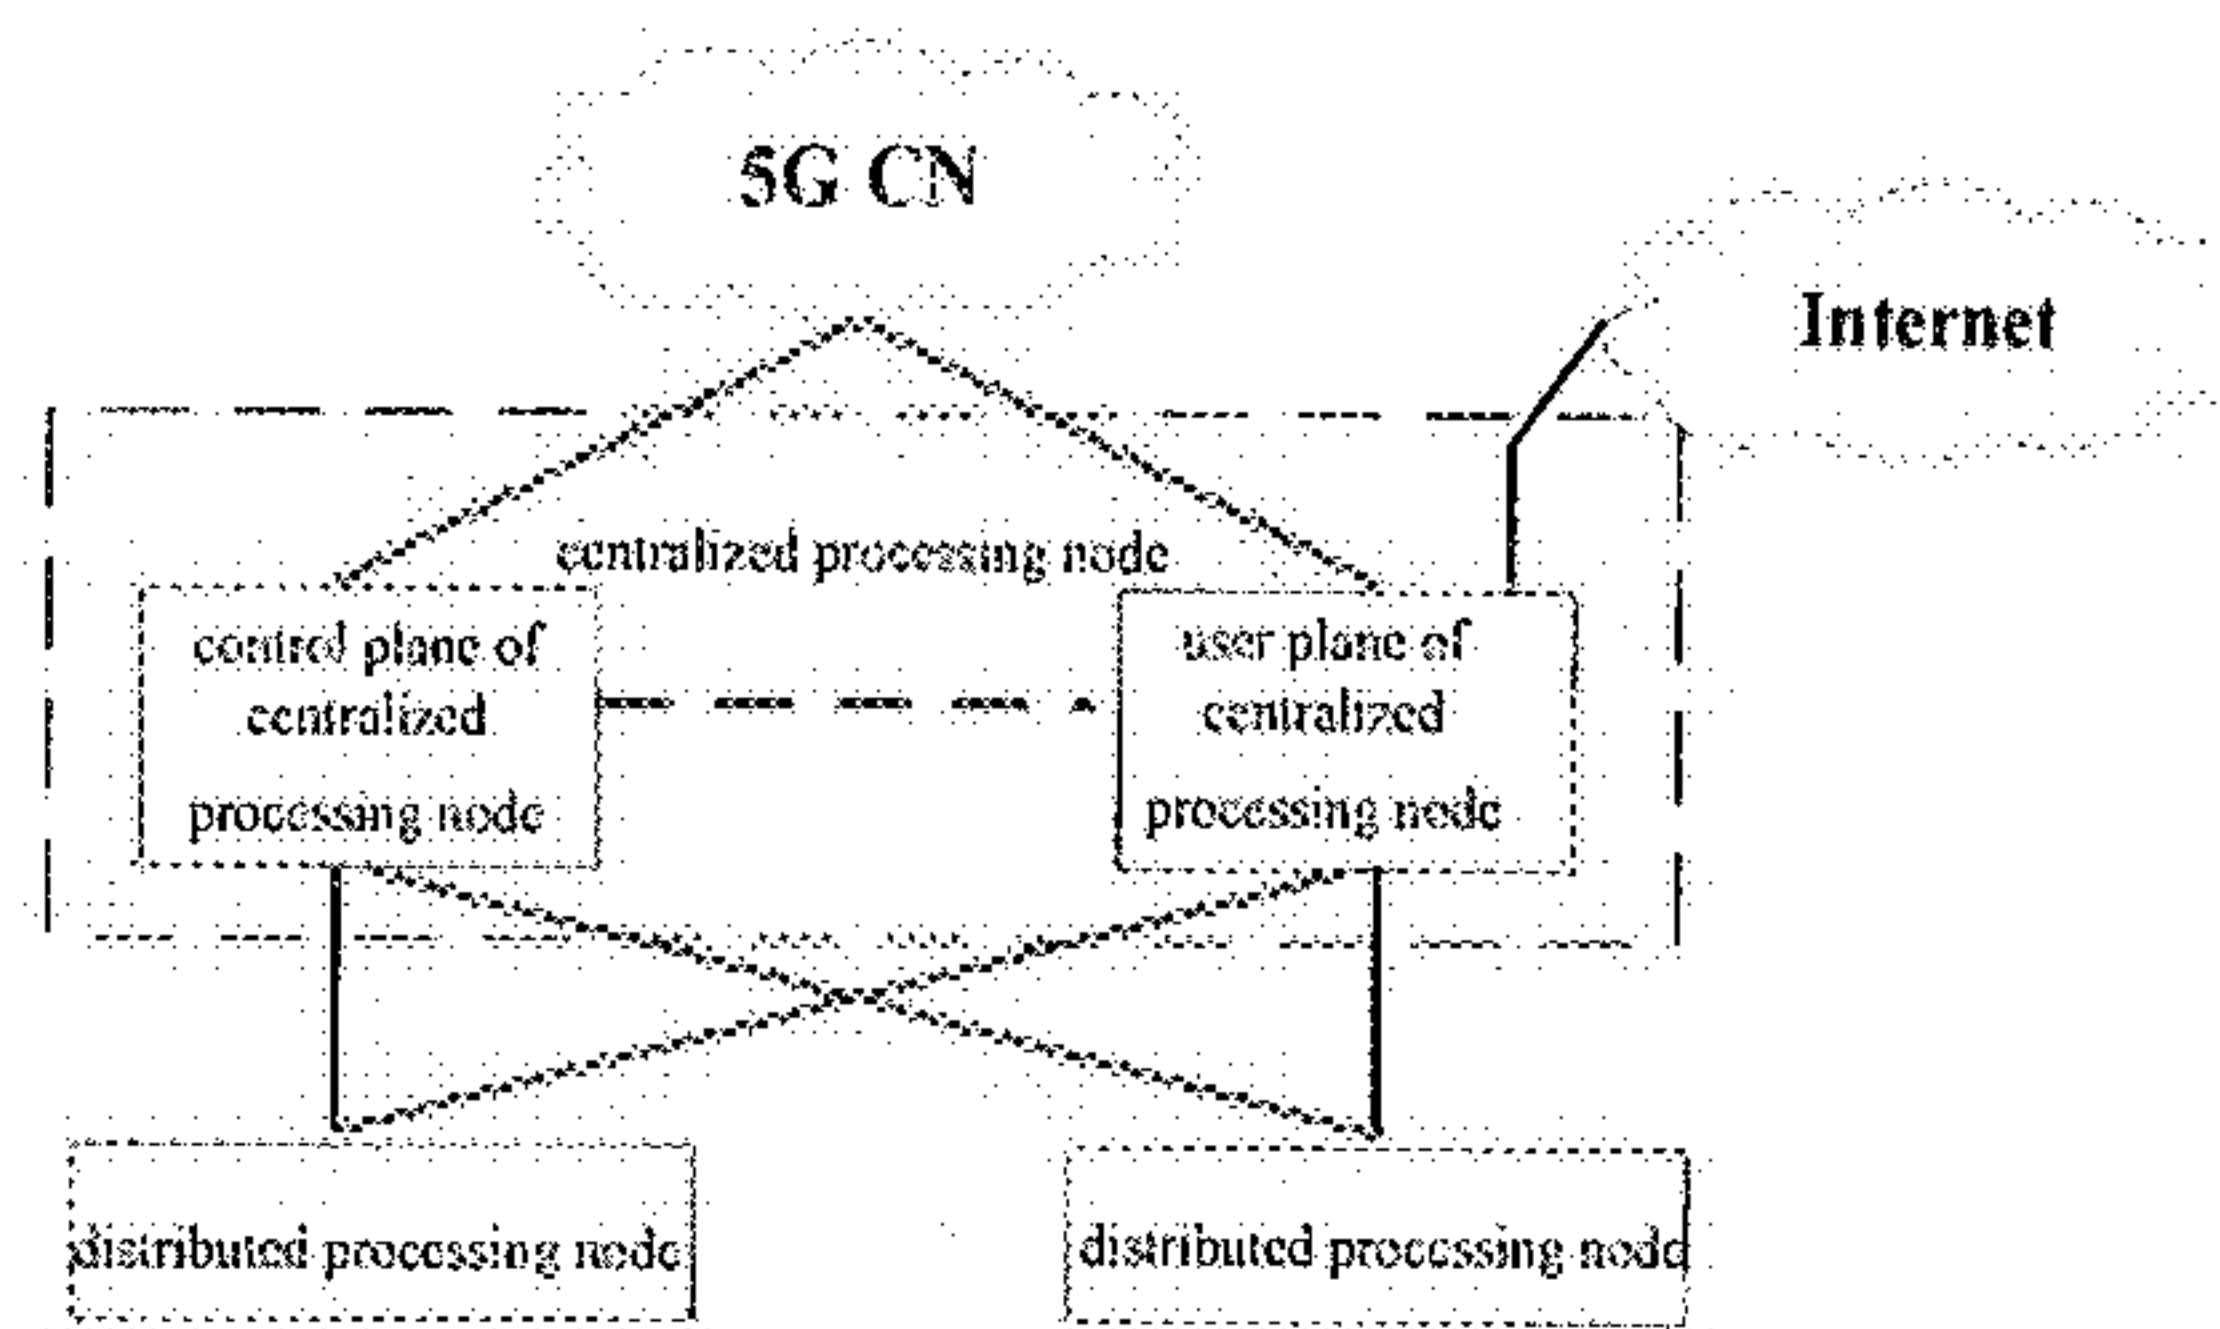 5G CN
Internet
centralized processing node
control plane of
centralized
processing node
user plane of
centralized
processing node
distributed processing node
distributed processing node